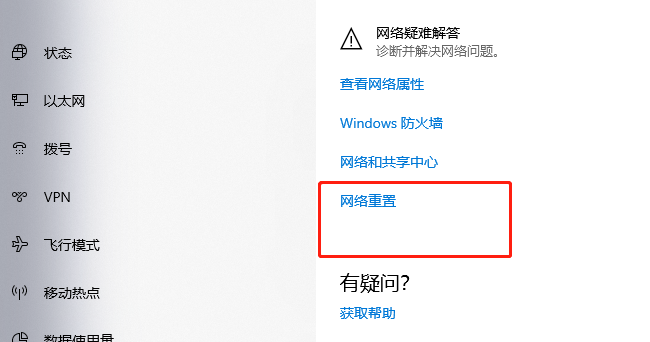 状态
以太网
拨号
VPN
飞行模式
移动热点
数据使用量
网络疑难解答
诊断并解决网络问题。
查看网络属性
Windows 防火墙
网络和共享中心
网络重置
有疑问?
获取帮助